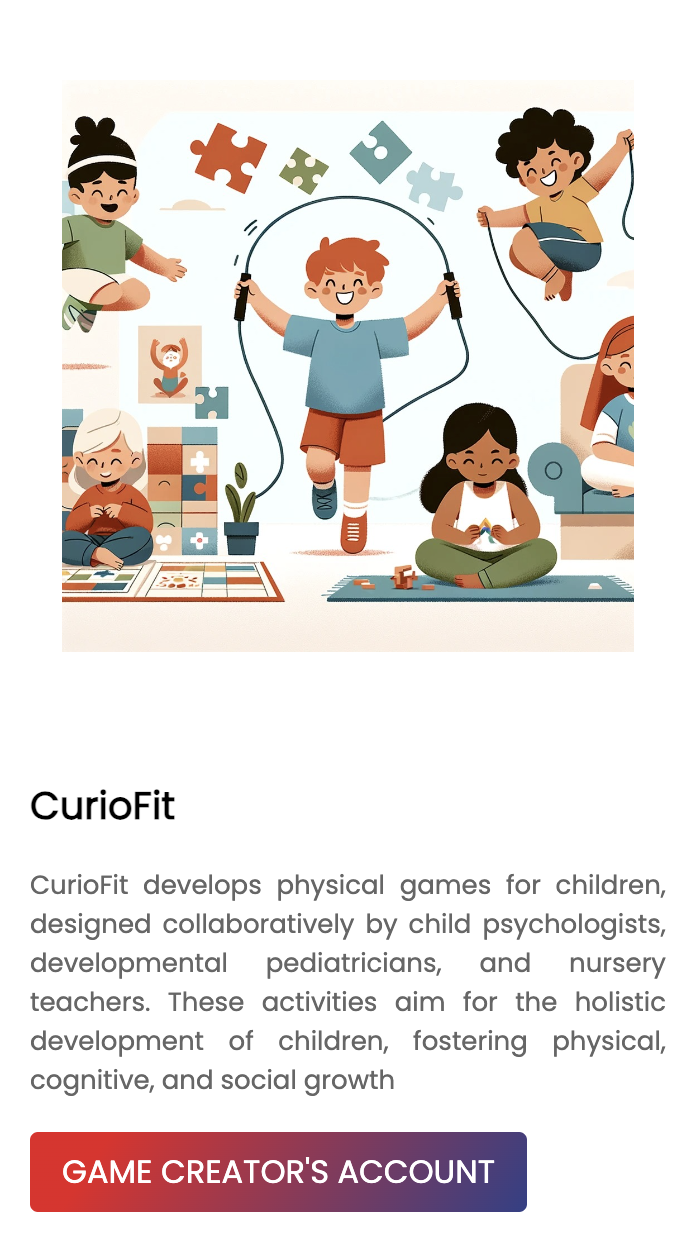 CurioFit
CurioFit develops physical games for children,
designed collaboratively by child psychologists,
developmental pediatricians, and nursery
teachers. These activities aim for the holistic
development of children, fostering physical,
cognitive, and social growth
GAME CREATOR'S ACCOUNT